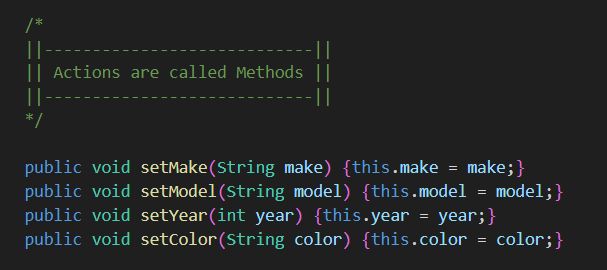 /*
||----------------------------||
|| Actions are called Methods ||
||----------------------------||
*/
public void setMake(String make) {this.make = make;}
public void setModel(String model) {this.model = model;}
public void setYear(int year) {this.year = year;}
public void setColor(String color) {this.color = color;}